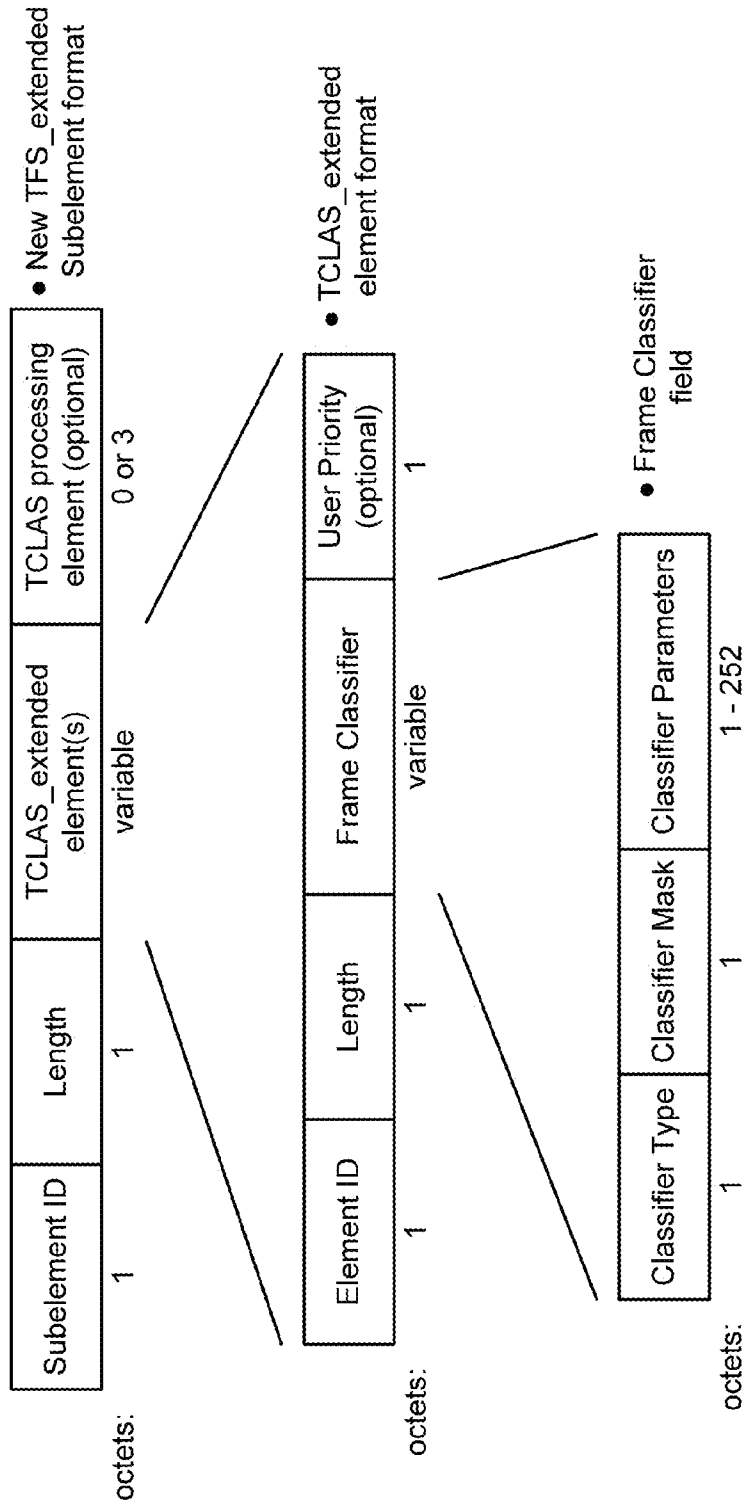 Subelement ID
Length
TCLAS_extended
element(s)
TCLAS processing
element (optional)
• New TFS_extended
Subelement format
octets:
1
1
variable
0 or 3
Element ID
Length
Frame Classifier
User Priority
(optional)
• TCLAS_extended
element format
octets:
1
1
variable
1
Classifier Type
Classifier Mask
Classifier Parameters
• Frame Classifier
field
octets:
1
1
1 - 252